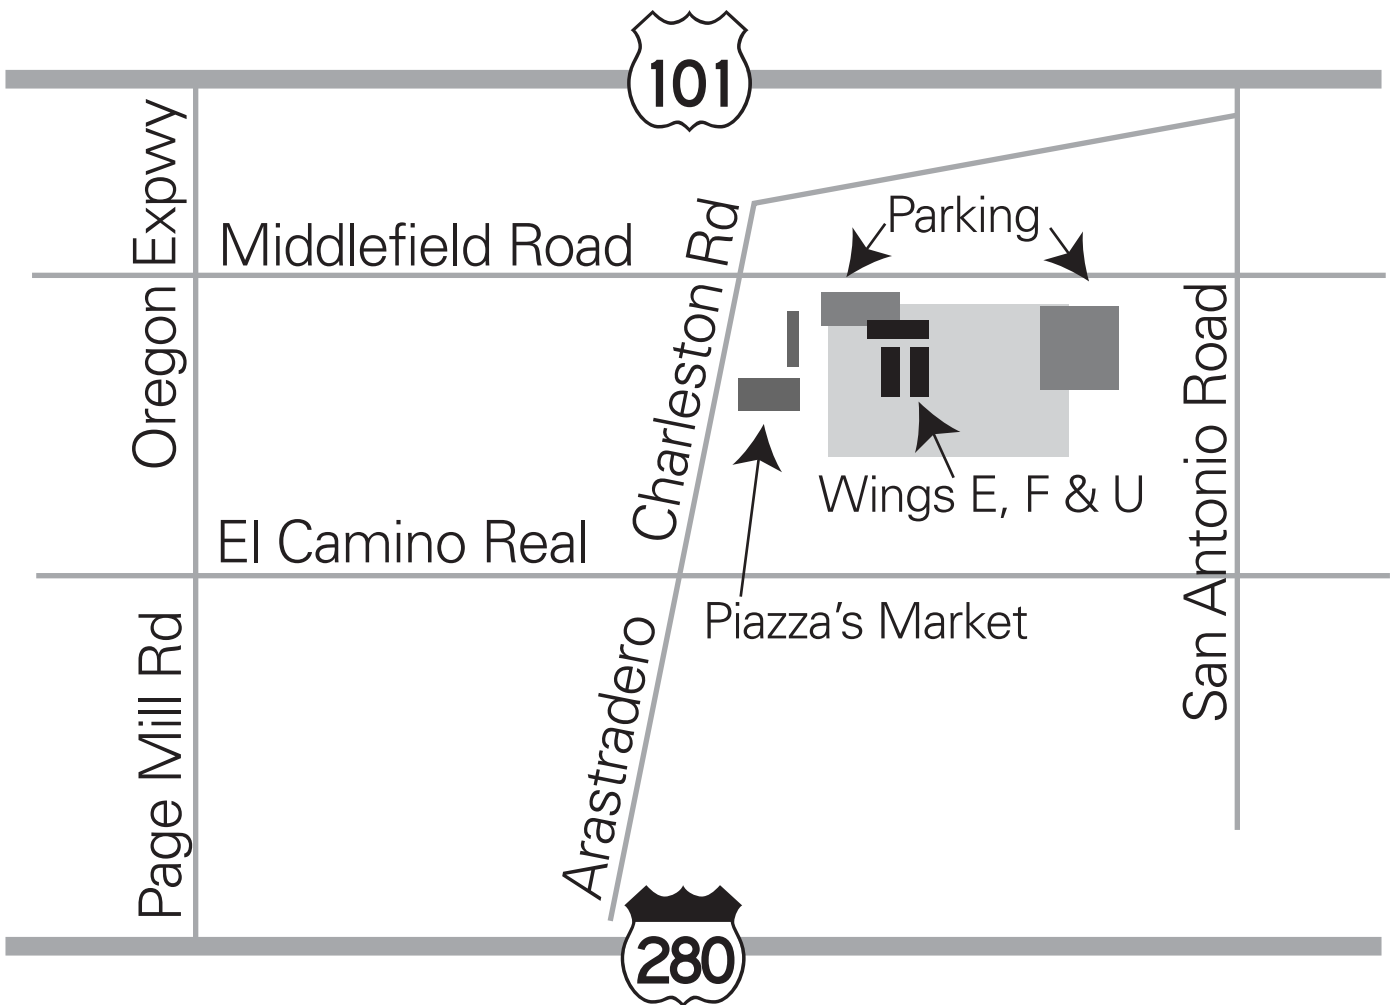 101
Oregon Expwy
Middlefield Road
Charleston Rd
Parking
San Antonio Road
Wings E, F & U
El Camino Real
Piazza's Market
Page Mill Rd
Arastradero
280